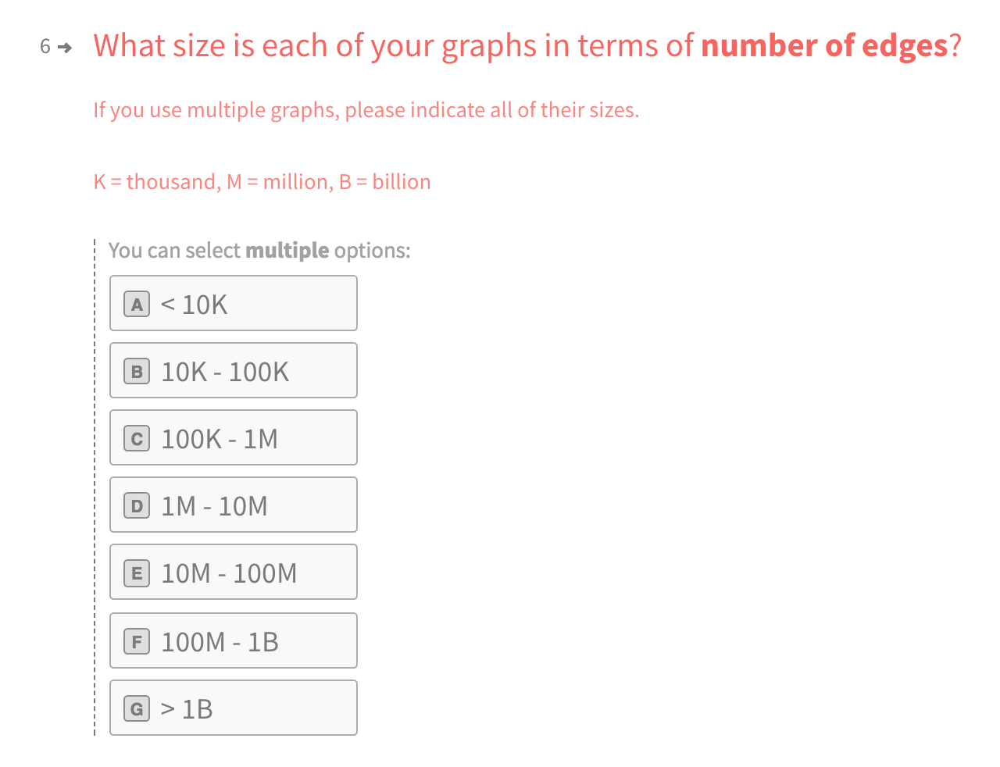 6 → What size is each of your graphs in terms of number of edges?
If you use multiple graphs, please indicate all of their sizes.
K = thousand, M = million, B = billion
You can select multiple options:
A < 10K
B 10K - 100K
C 100K - 1M
D 1M - 10M
E 10M - 100M
F 100M - 1B
G > 1B